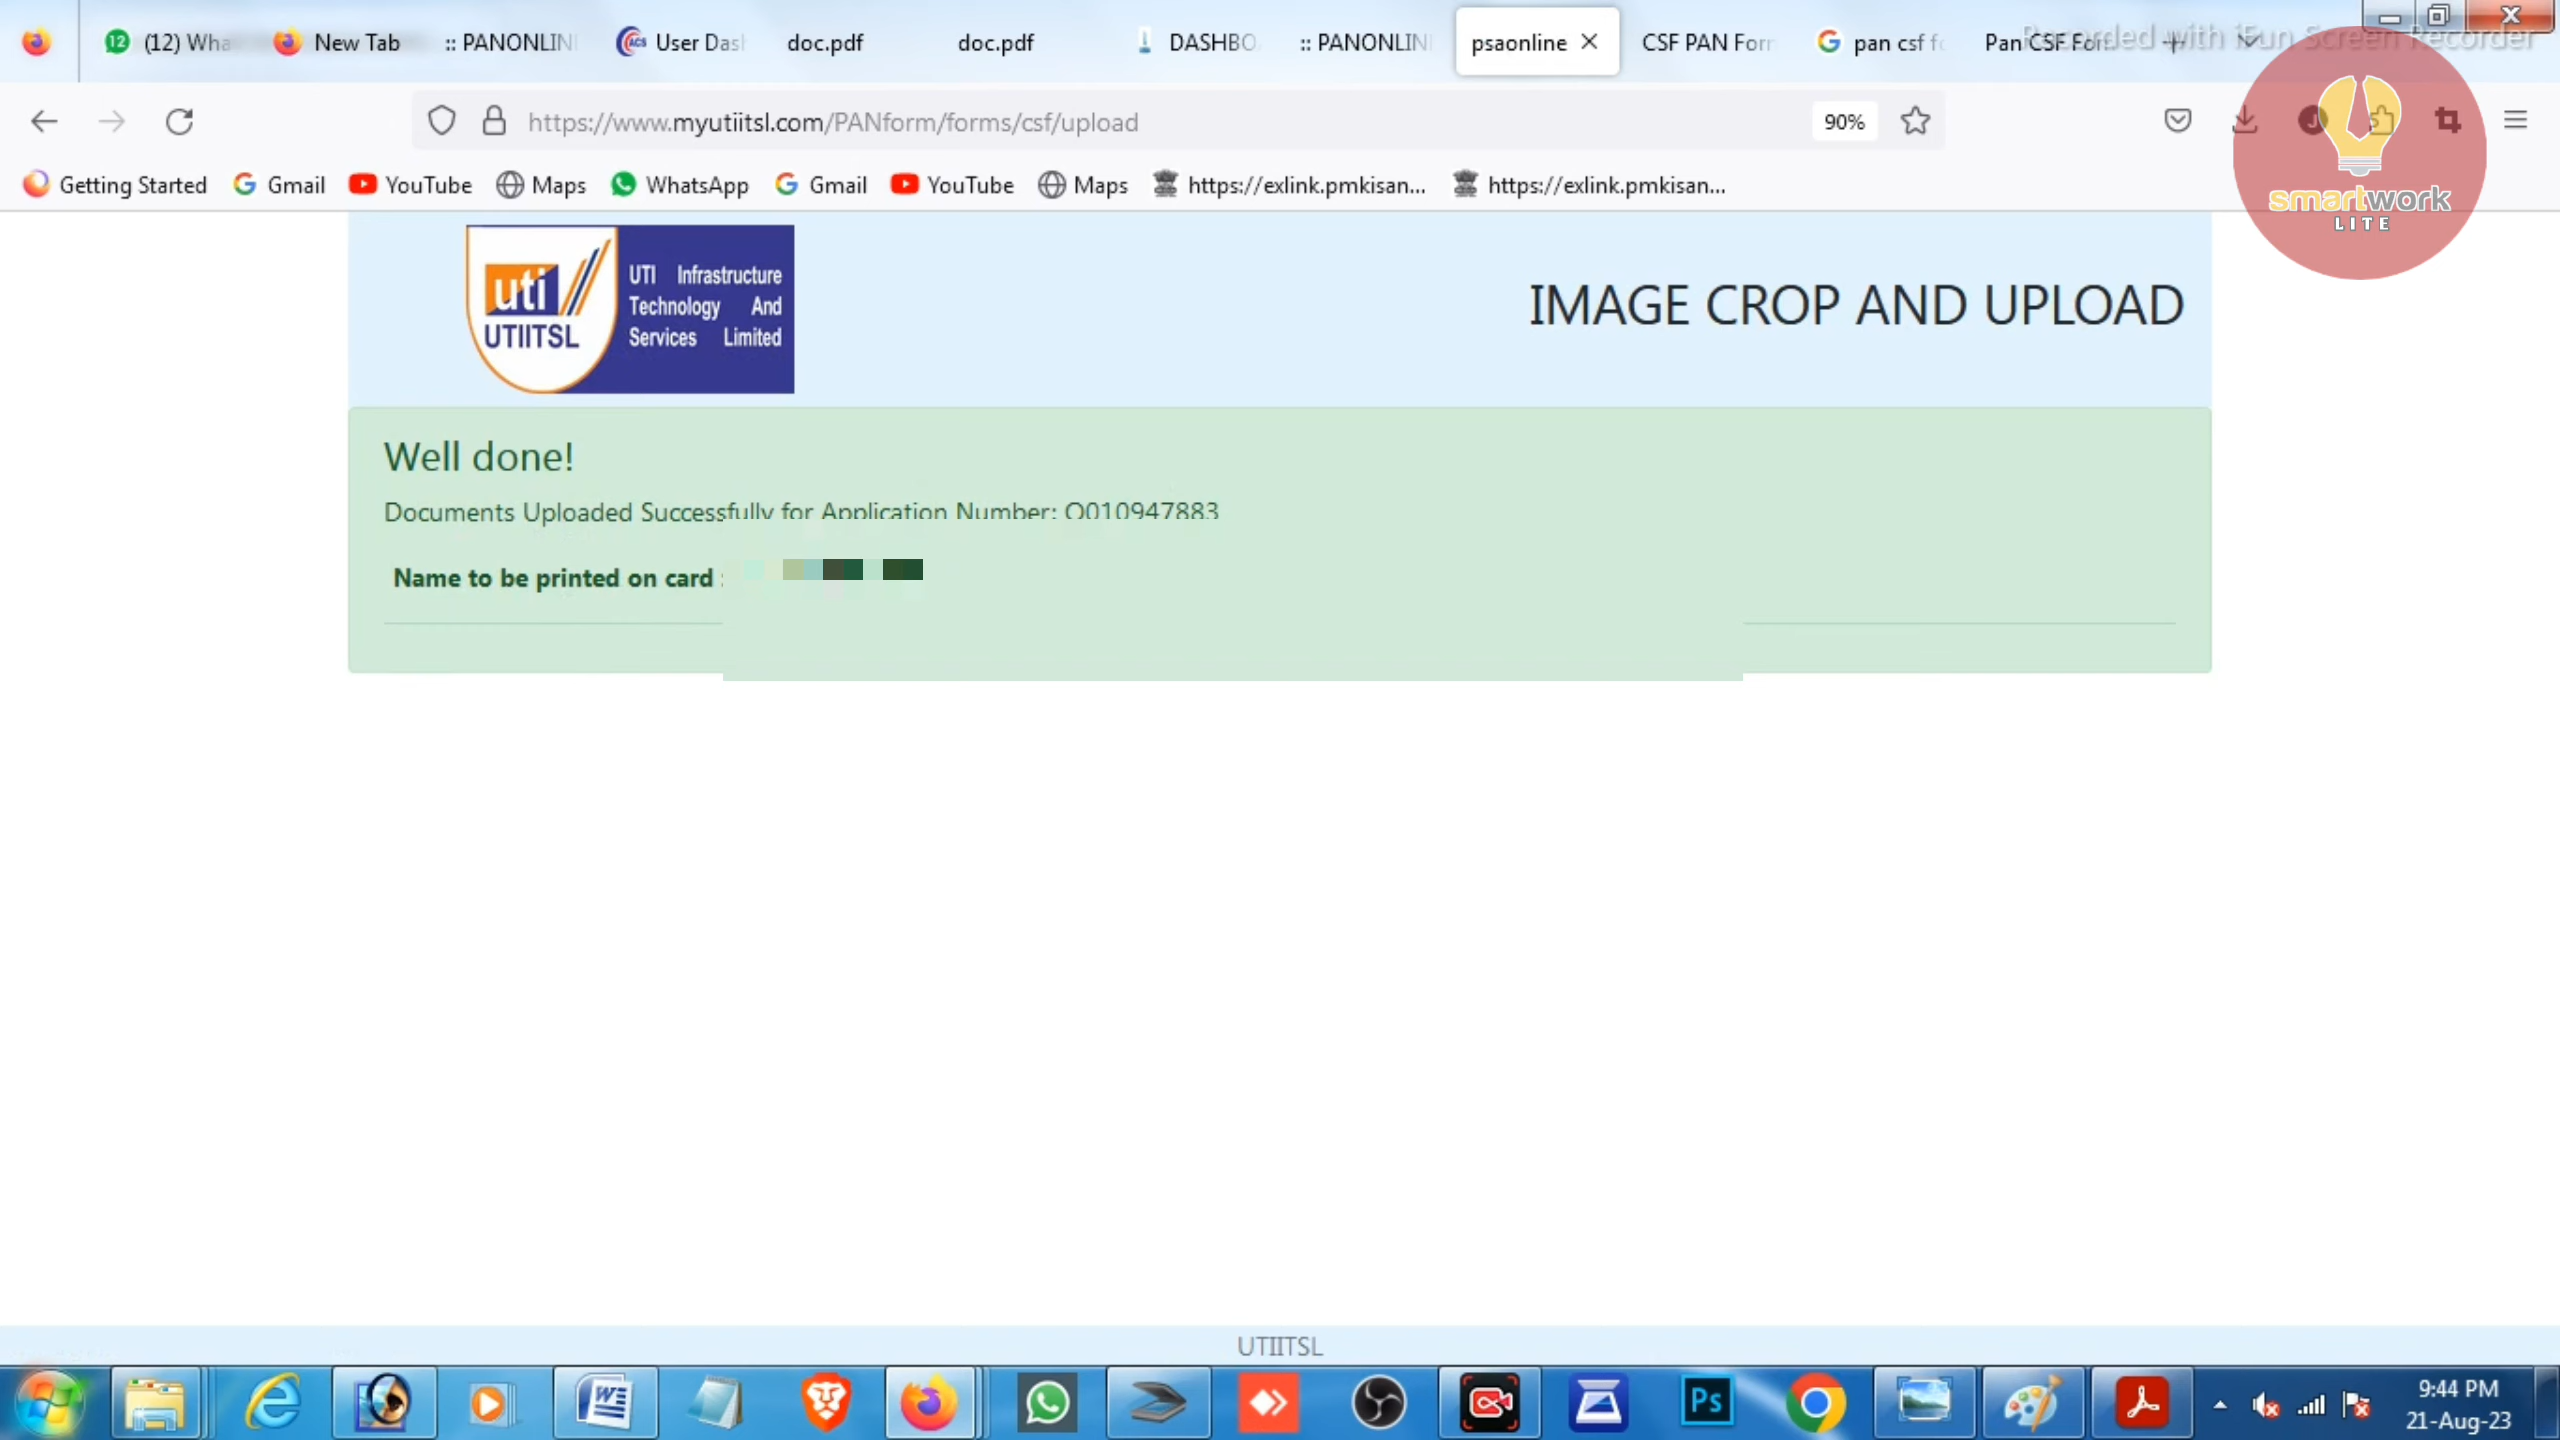 12 (12) Wha
New Tab
:: PANONLIN
ACS User Das
doc.pdf
doc.pdf
DASHBO
:: PANONLIN
psaonline
CSF PAN For
pan csf f
Pan CSF For
Recorded with iFun Screen Recorder
https://www.myutiitsl.com/PANform/forms/csf/upload
90%
J
Getting Started
Gmail
YouTube
Maps
WhatsApp
Gmail
YouTube
Maps
https://exlink.pmkisan...
https://exlink.pmkisan...
smartwork
LITE
uti
UTIITSL
UTI Infrastructure
Technology And
Services Limited
IMAGE CROP AND UPLOAD
Well done!
Documents Uploaded Successfully for Application Number: O010947883
Name to be printed on card :
UTIITSL
W
Ps
9:44 PM
21-Aug-23